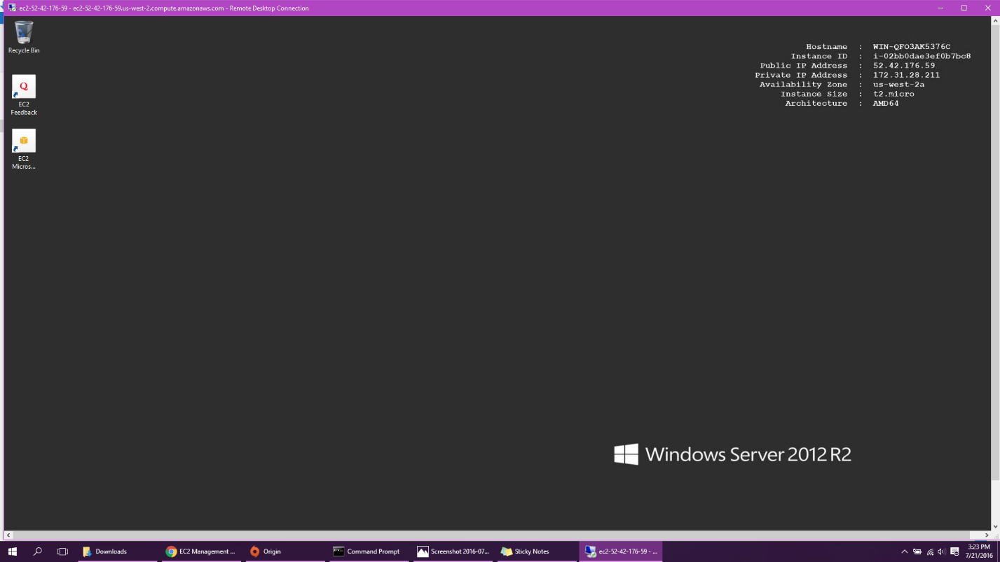 ec2-52-42-176-59 - ec2-52-42-176-59.us-west-2.compute.amazonaws.com - Remote Desktop Connection
Recycle Bin
Q
EC2
Feedback
EC2
Micros...
Hostname : WIN-QFO3AK5376C
Instance ID : i-02bb0dae3ef0b7bc8
Public IP Address : 52.42.176.59
Private IP Address : 172.31.28.211
Availability Zone : us-west-2a
Instance Size : t2.micro
Architecture : AMD64
Windows Server 2012 R2
Downloads
EC2 Management ...
Origin
Command Prompt
Screenshot 2016-07...
Sticky Notes
ec2-52-42-176-59 - ...
3:23 PM
7/21/2016